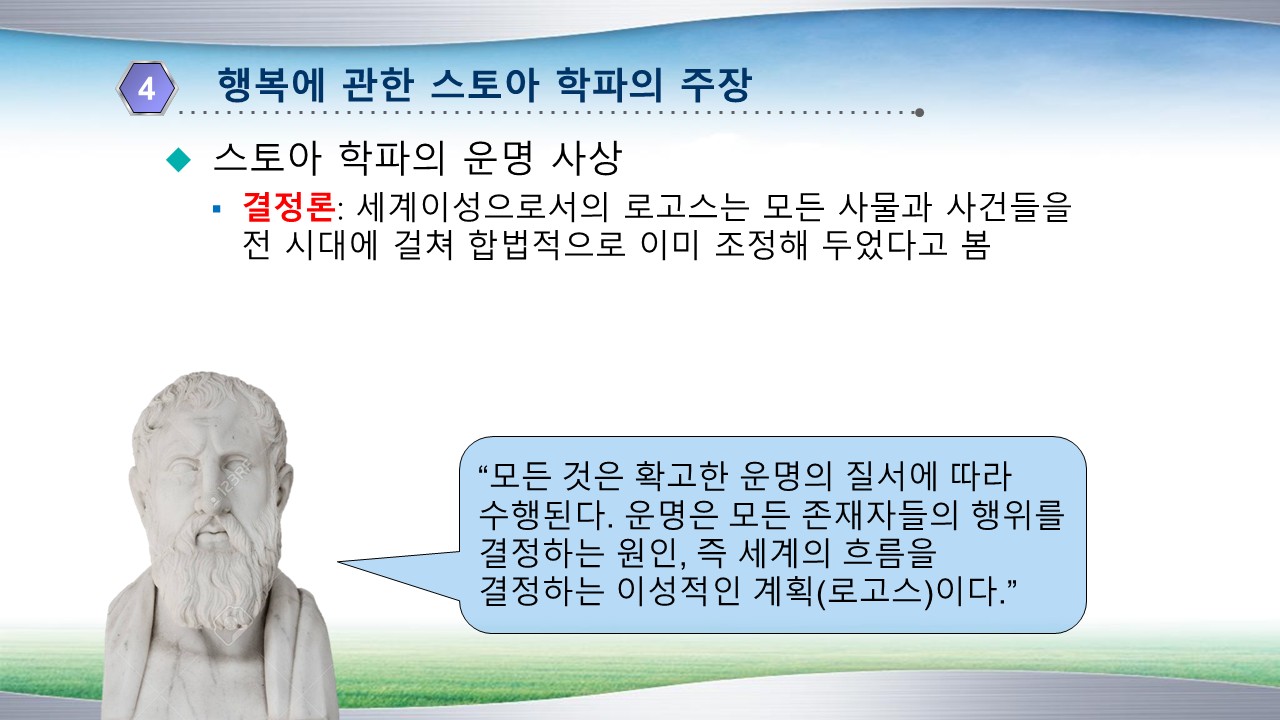 4 행복에 관한 스토아 학파의 주장
스토아 학파의 운명 사상
결정론: 세계이성으로서의 로고스는 모든 사물과 사건들을
전 시대에 걸쳐 합법적으로 이미 조정해 두었다고 봄
“모든 것은 확고한 운명의 질서에 따라
수행된다. 운명은 모든 존재자들의 행위를
결정하는 원인, 즉 세계의 흐름을
결정하는 이성적인 계획(로고스)이다.”
123RF